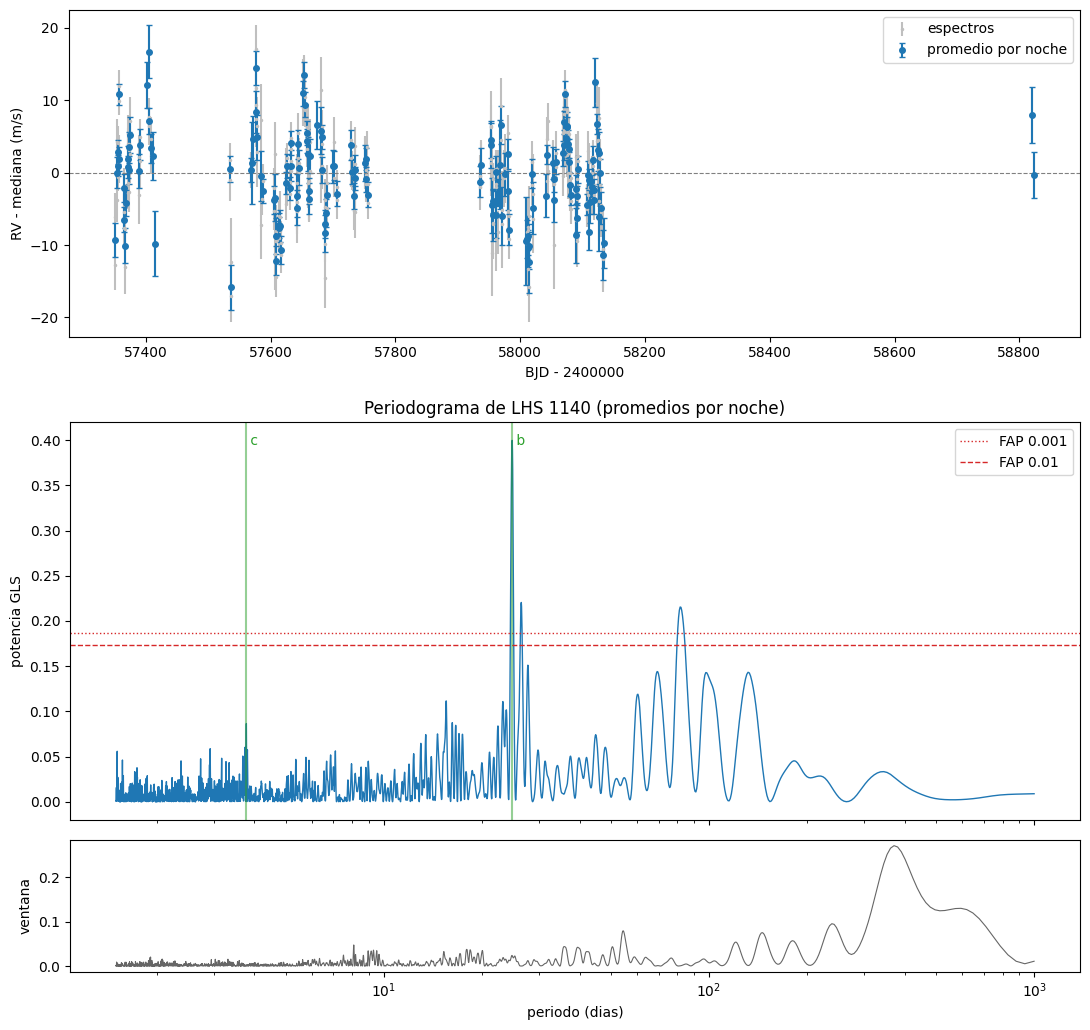 20
10
0
−10
−20
RV - mediana (m/s)
espectros
promedio por noche
57400 57600 57800 58000 58200 58400 58600 58800
BJD - 2400000
Periodograma de LHS 1140 (promedios por noche)
0.40
0.35
0.30
0.25
0.20
0.15
0.10
0.05
0.00
potencia GLS
c
b
FAP 0.001
FAP 0.01
0.2
0.1
0.0
ventana
10¹ 10² 10³
periodo (dias)